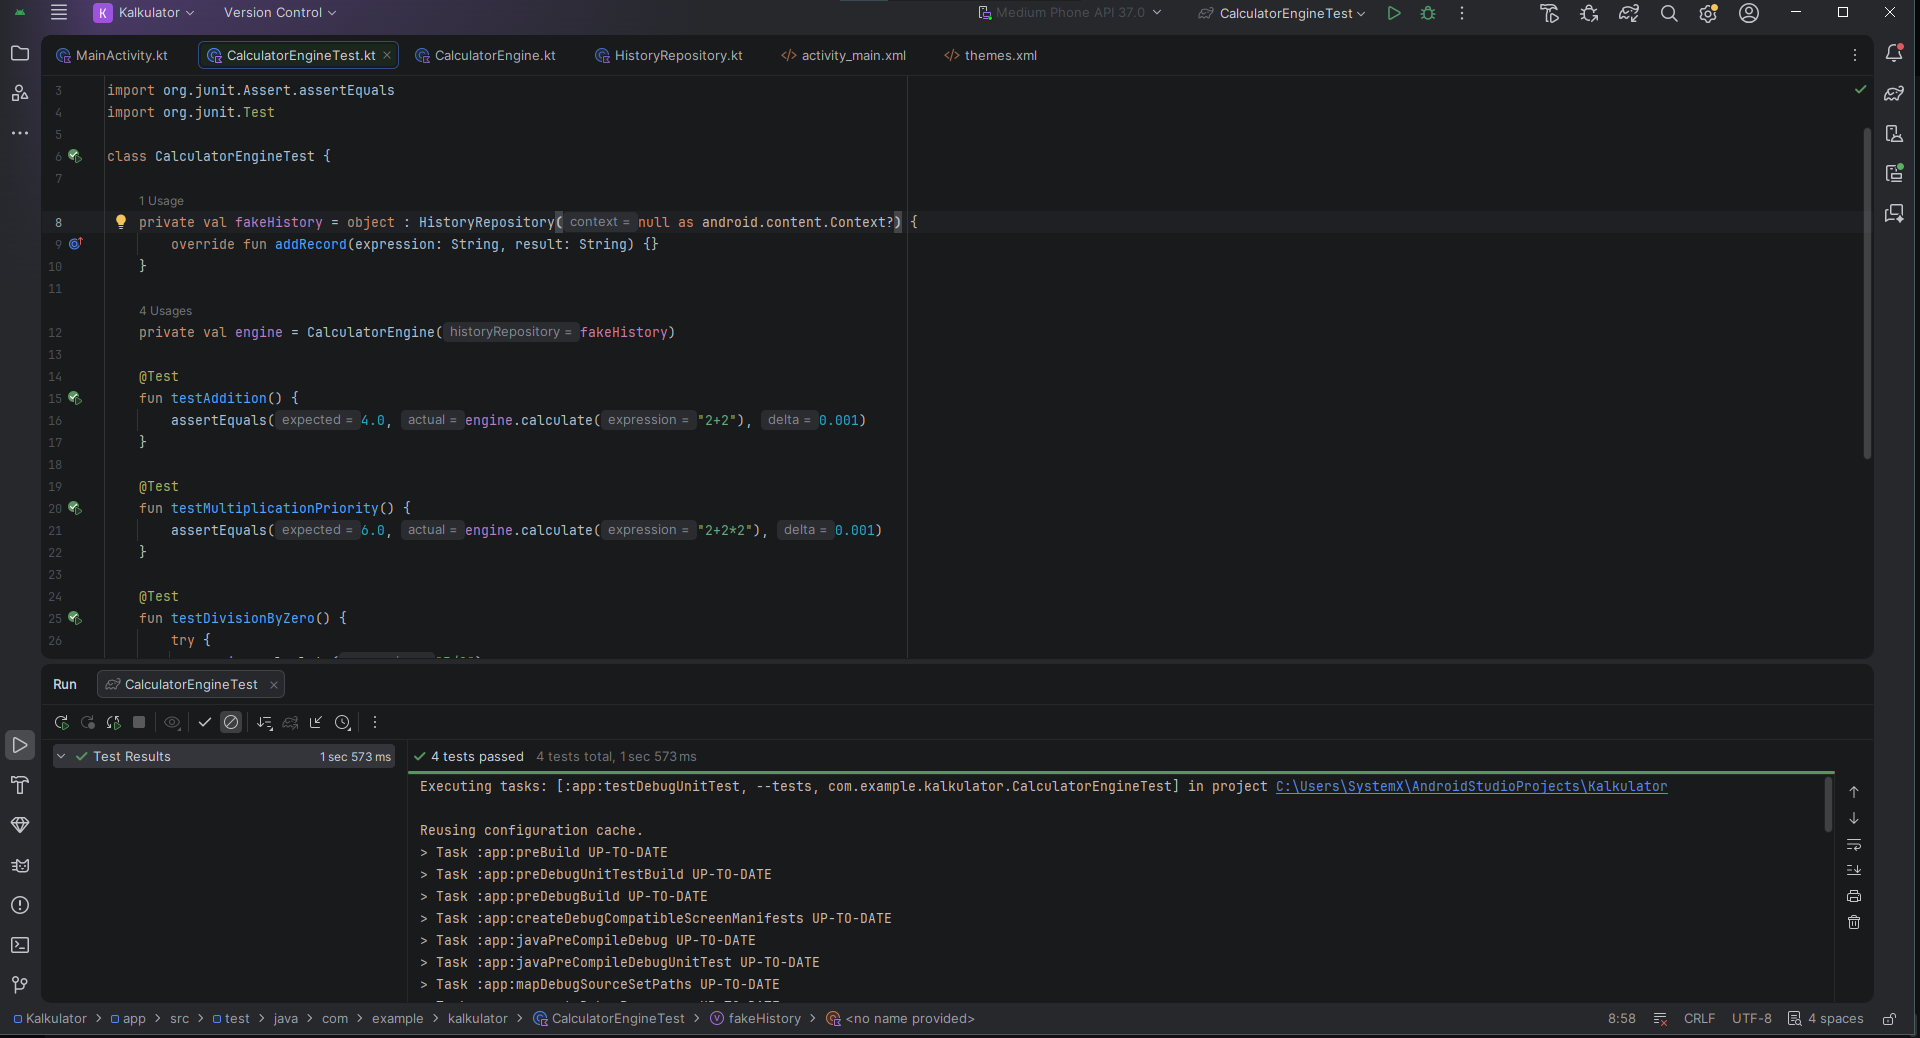 K Kalkulator Version Control Medium Phone API 37.0 CalculatorEngineTest
MainActivity.kt CalculatorEngineTest.kt CalculatorEngine.kt HistoryRepository.kt </> activity_main.xml </> themes.xml
3 import org.junit.Assert.assertEquals
4 import org.junit.Test
5
6 class CalculatorEngineTest {
7
1 Usage
8 private val fakeHistory = object : HistoryRepository( context = null as android.content.Context?) {
9 override fun addRecord(expression: String, result: String) {}
10 }
11
4 Usages
12 private val engine = CalculatorEngine( historyRepository = fakeHistory)
13
14 @Test
15 fun testAddition() {
16 assertEquals( expected = 4.0, actual = engine.calculate( expression = "2+2"), delta = 0.001)
17 }
18
19 @Test
20 fun testMultiplicationPriority() {
21 assertEquals( expected = 6.0, actual = engine.calculate( expression = "2+2*2"), delta = 0.001)
22 }
23
24 @Test
25 fun testDivisionByZero() {
26 try {
Run CalculatorEngineTest
Test Results 1 sec 573 ms
4 tests passed 4 tests total, 1 sec 573 ms
Executing tasks: [:app:testDebugUnitTest, --tests, com.example.kalkulator.CalculatorEngineTest] in project C:\Users\SystemX\AndroidStudioProjects\Kalkulator
Reusing configuration cache.
> Task :app:preBuild UP-TO-DATE
> Task :app:preDebugUnitTestBuild UP-TO-DATE
> Task :app:preDebugBuild UP-TO-DATE
> Task :app:createDebugCompatibleScreenManifests UP-TO-DATE
> Task :app:javaPreCompileDebug UP-TO-DATE
> Task :app:javaPreCompileDebugUnitTest UP-TO-DATE
> Task :app:mapDebugSourceSetPaths UP-TO-DATE
Kalkulator > app > src > test > java > com > example > kalkulator > CalculatorEngineTest > fakeHistory > <no name provided> 8:58 CRLF UTF-8 4 spaces